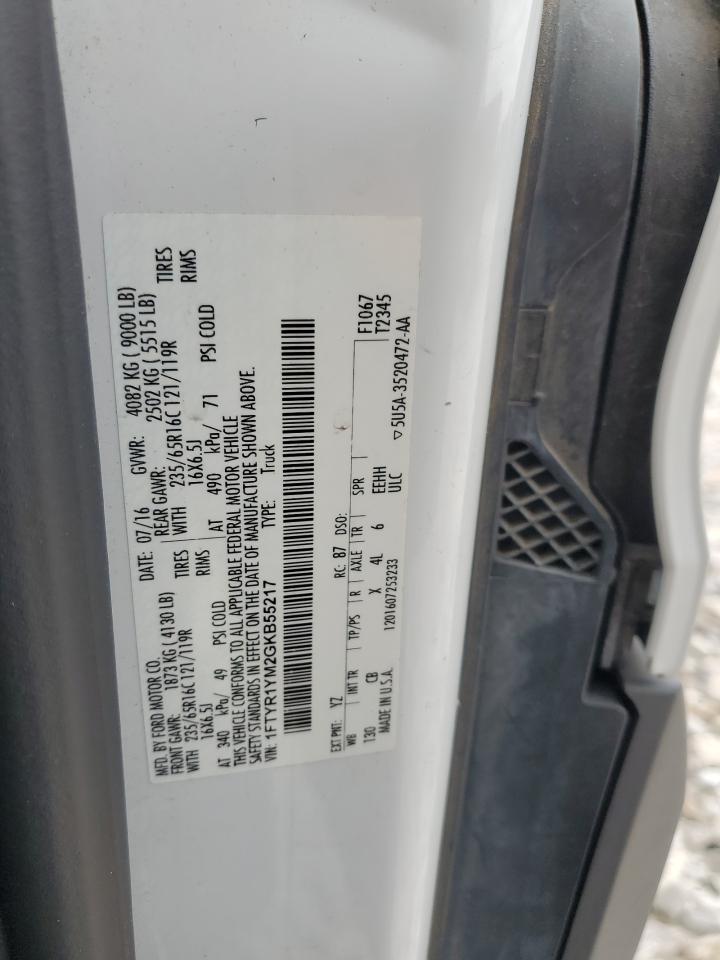 MFD. BY FORD MOTOR CO. DATE: 07/16 GVWR: 4082 KG ( 9000 LB)
FRONT GAWR: 1873 KG ( 4130 LB) REAR GAWR: 2502 KG ( 5515 LB)
WITH 235/65R16C 121/119R TIRES WITH 235/65R16C 121/119R TIRES
16X6.5J RIMS 16X6.5J RIMS
AT 340 kPa/ 49 PSI COLD AT 490 kPa/ 71 PSI COLD
THIS VEHICLE CONFORMS TO ALL APPLICABLE FEDERAL MOTOR VEHICLE
SAFETY STANDARDS IN EFFECT ON THE DATE OF MANUFACTURE SHOWN ABOVE.
VIN: 1FTYR1YM2GKB55217 TYPE: Truck
EXT PNT: YZ RC: 87 DSO: F1067
WB INT TR TP/PS R AXLE TR SPR T2345
130 CB X 4L 6 EEHH
ULC
MADE IN U.S.A. 1201607253233 ▽5U5A-3520472-AA